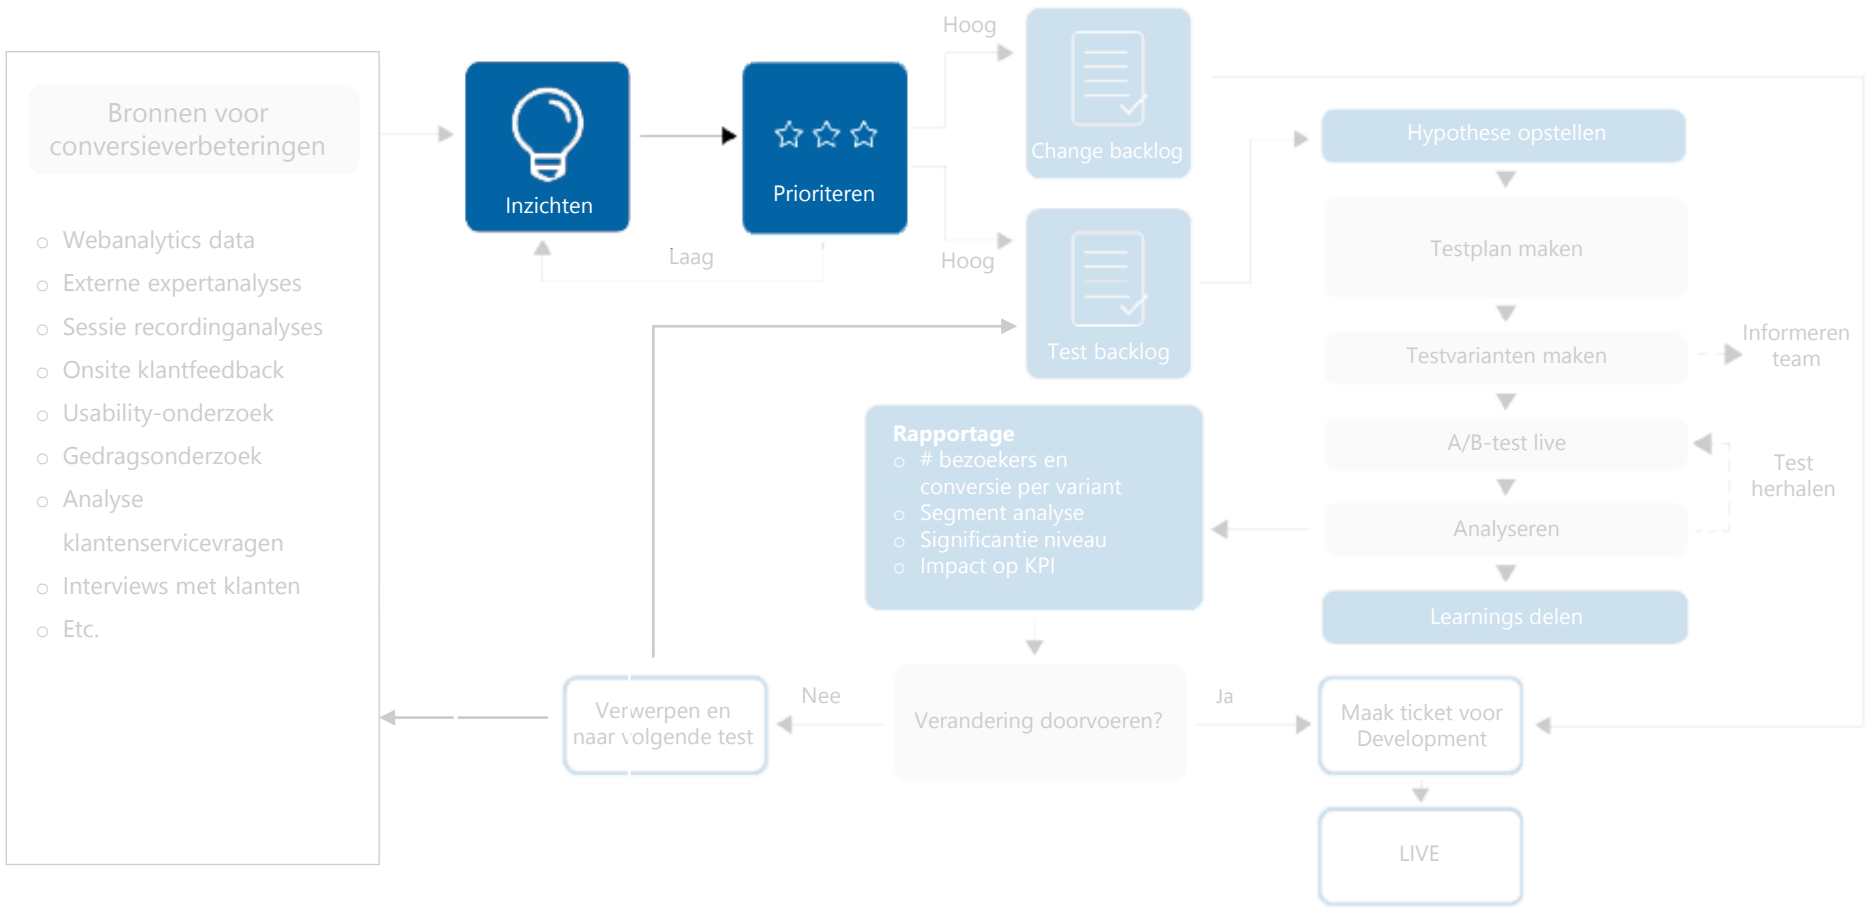 Bronnen voor
conversieverbeteringen
Webanalytics data
Externe expertanalyses
Sessie recordinganalyses
Onsite klantfeedback
Usability-onderzoek
Gedragsonderzoek
Analyse
klantenservicevragen
Interviews met klanten
Etc.
Inzichten
Prioriteren
Laag
Hoog
Hoog
Change backlog
Test backlog
Hypothese opstellen
Testplan maken
Testvarianten maken
Informeren
team
A/B-test live
Test
herhalen
Analyseren
Learnings delen
Rapportage
# bezoekers en
conversie per variant
Segment analyse
Significantie niveau
Impact op KPI
Verandering doorvoeren?
Nee
Verwerpen en
naar volgende test
Ja
Maak ticket voor
Development
LIVE